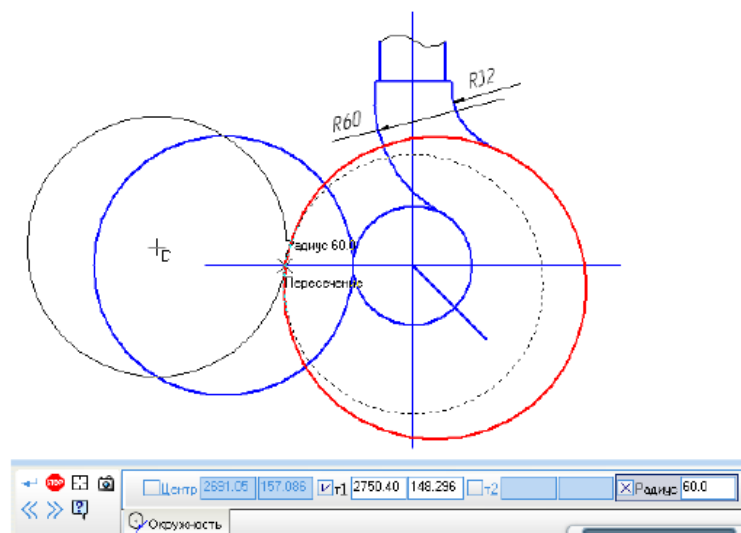 R32
R60
Радиус 60.0
Пересечение
STOP Центр 2691.05 157.086 т1 2750.40 148.296 т2 Радиус 60.0
Окружность